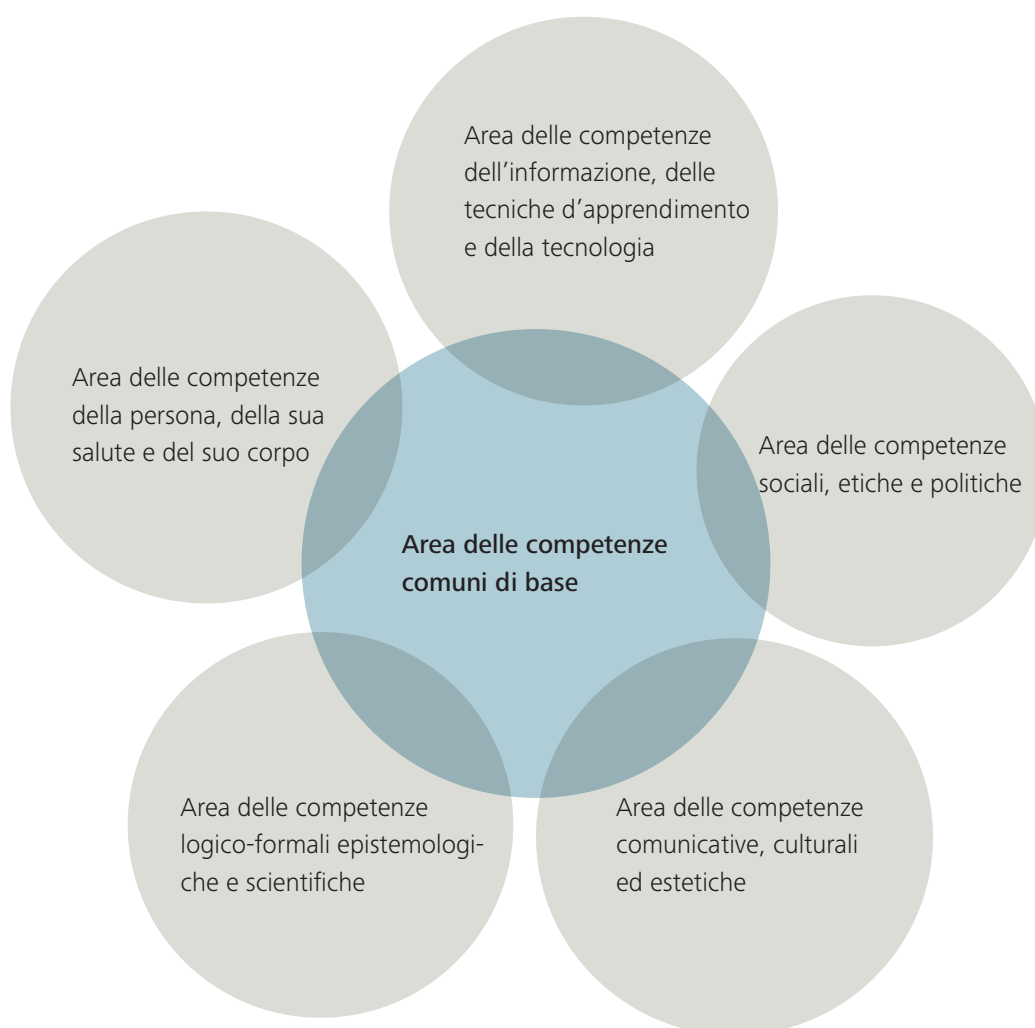 Area delle competenze
dell’informazione, delle
tecniche d’apprendimento
e della tecnologia
Area delle competenze
della persona, della sua
salute e del suo corpo
Area delle competenze
sociali, etiche e politiche
Area delle competenze
comuni di base
Area delle competenze
logico-formali epistemologi-
che e scientifiche
Area delle competenze
comunicative, culturali
ed estetiche